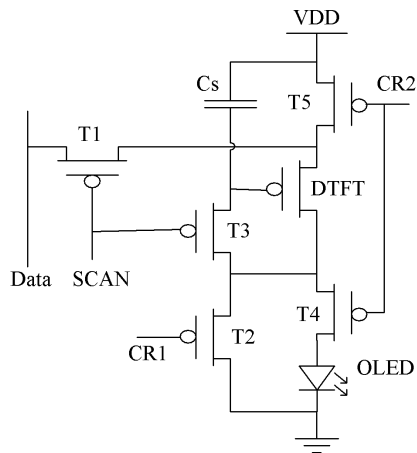 VDD
Cs
T5
CR2
T1
DTFT
T3
Data
SCAN
T4
T2
CR1
OLED